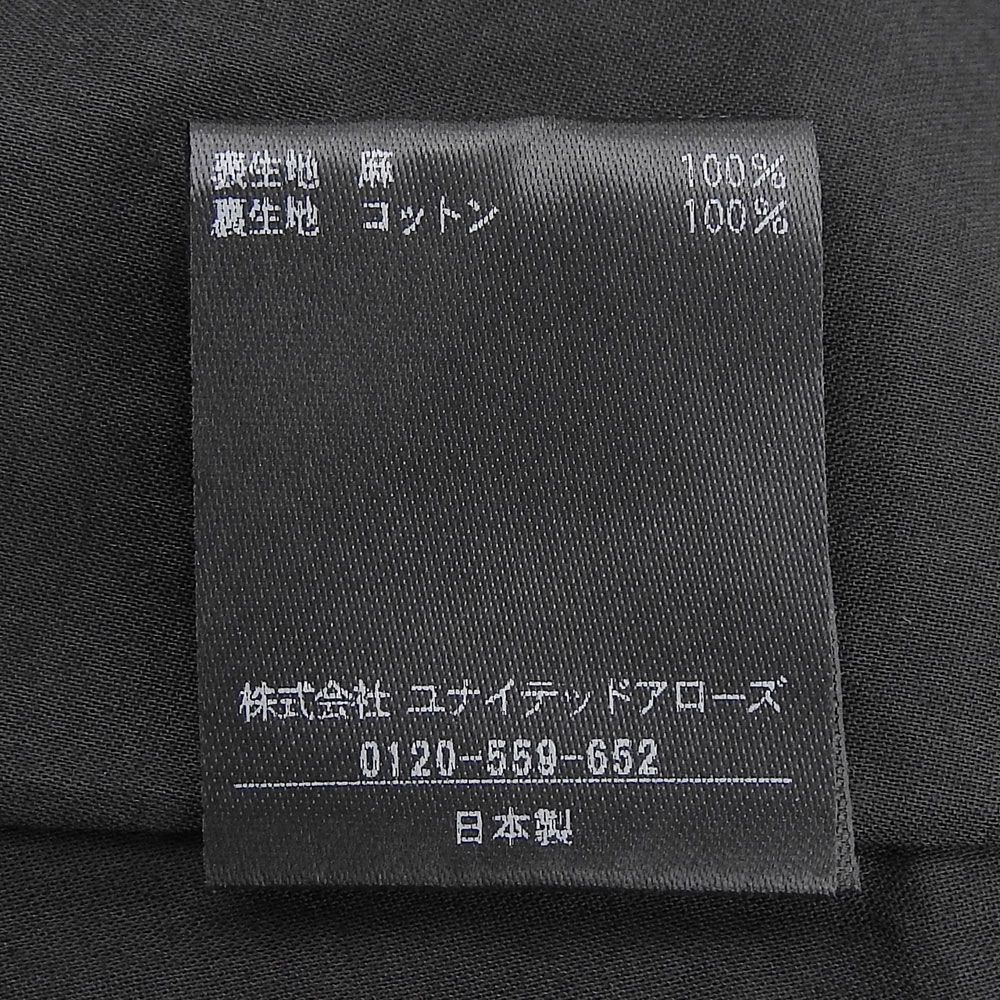 表生地 麻 100%
裏生地 コットン 100%
株式会社 ユナイテッドアローズ
0120-559-652
日本製